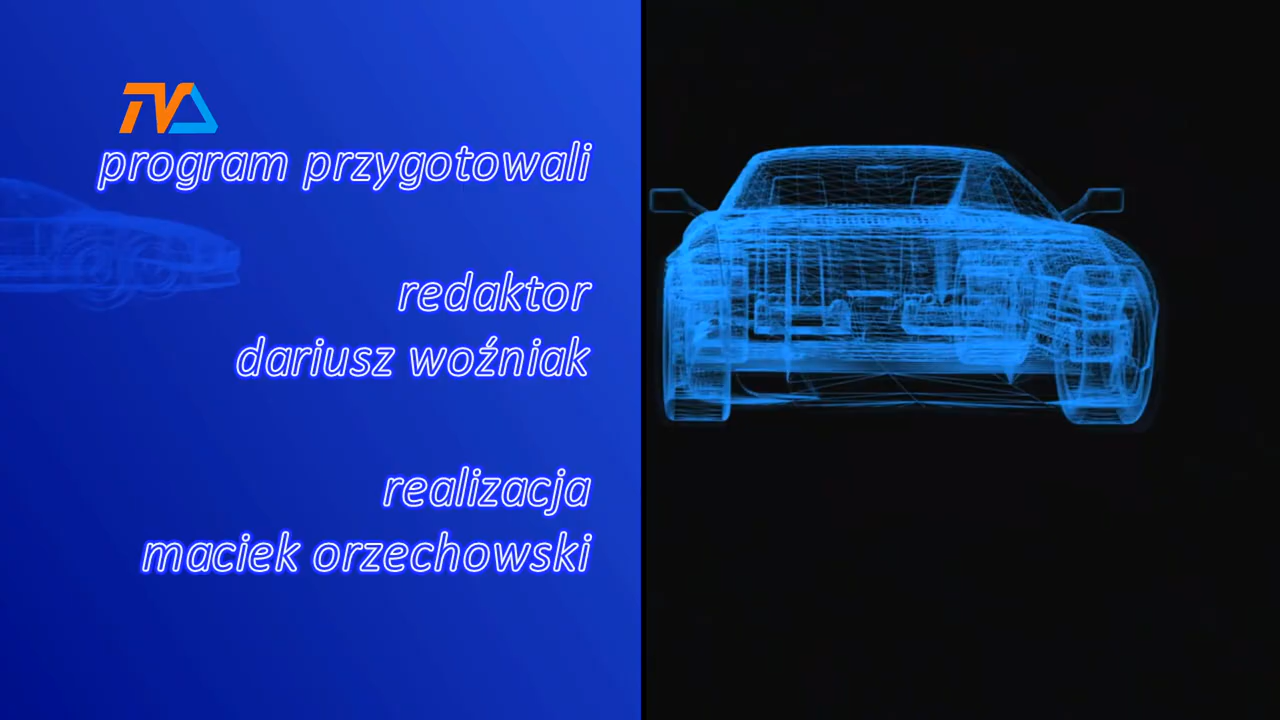 TVA
program przygotowali
redaktor
dariusz woźniak
realizacja
maciek orzechowski